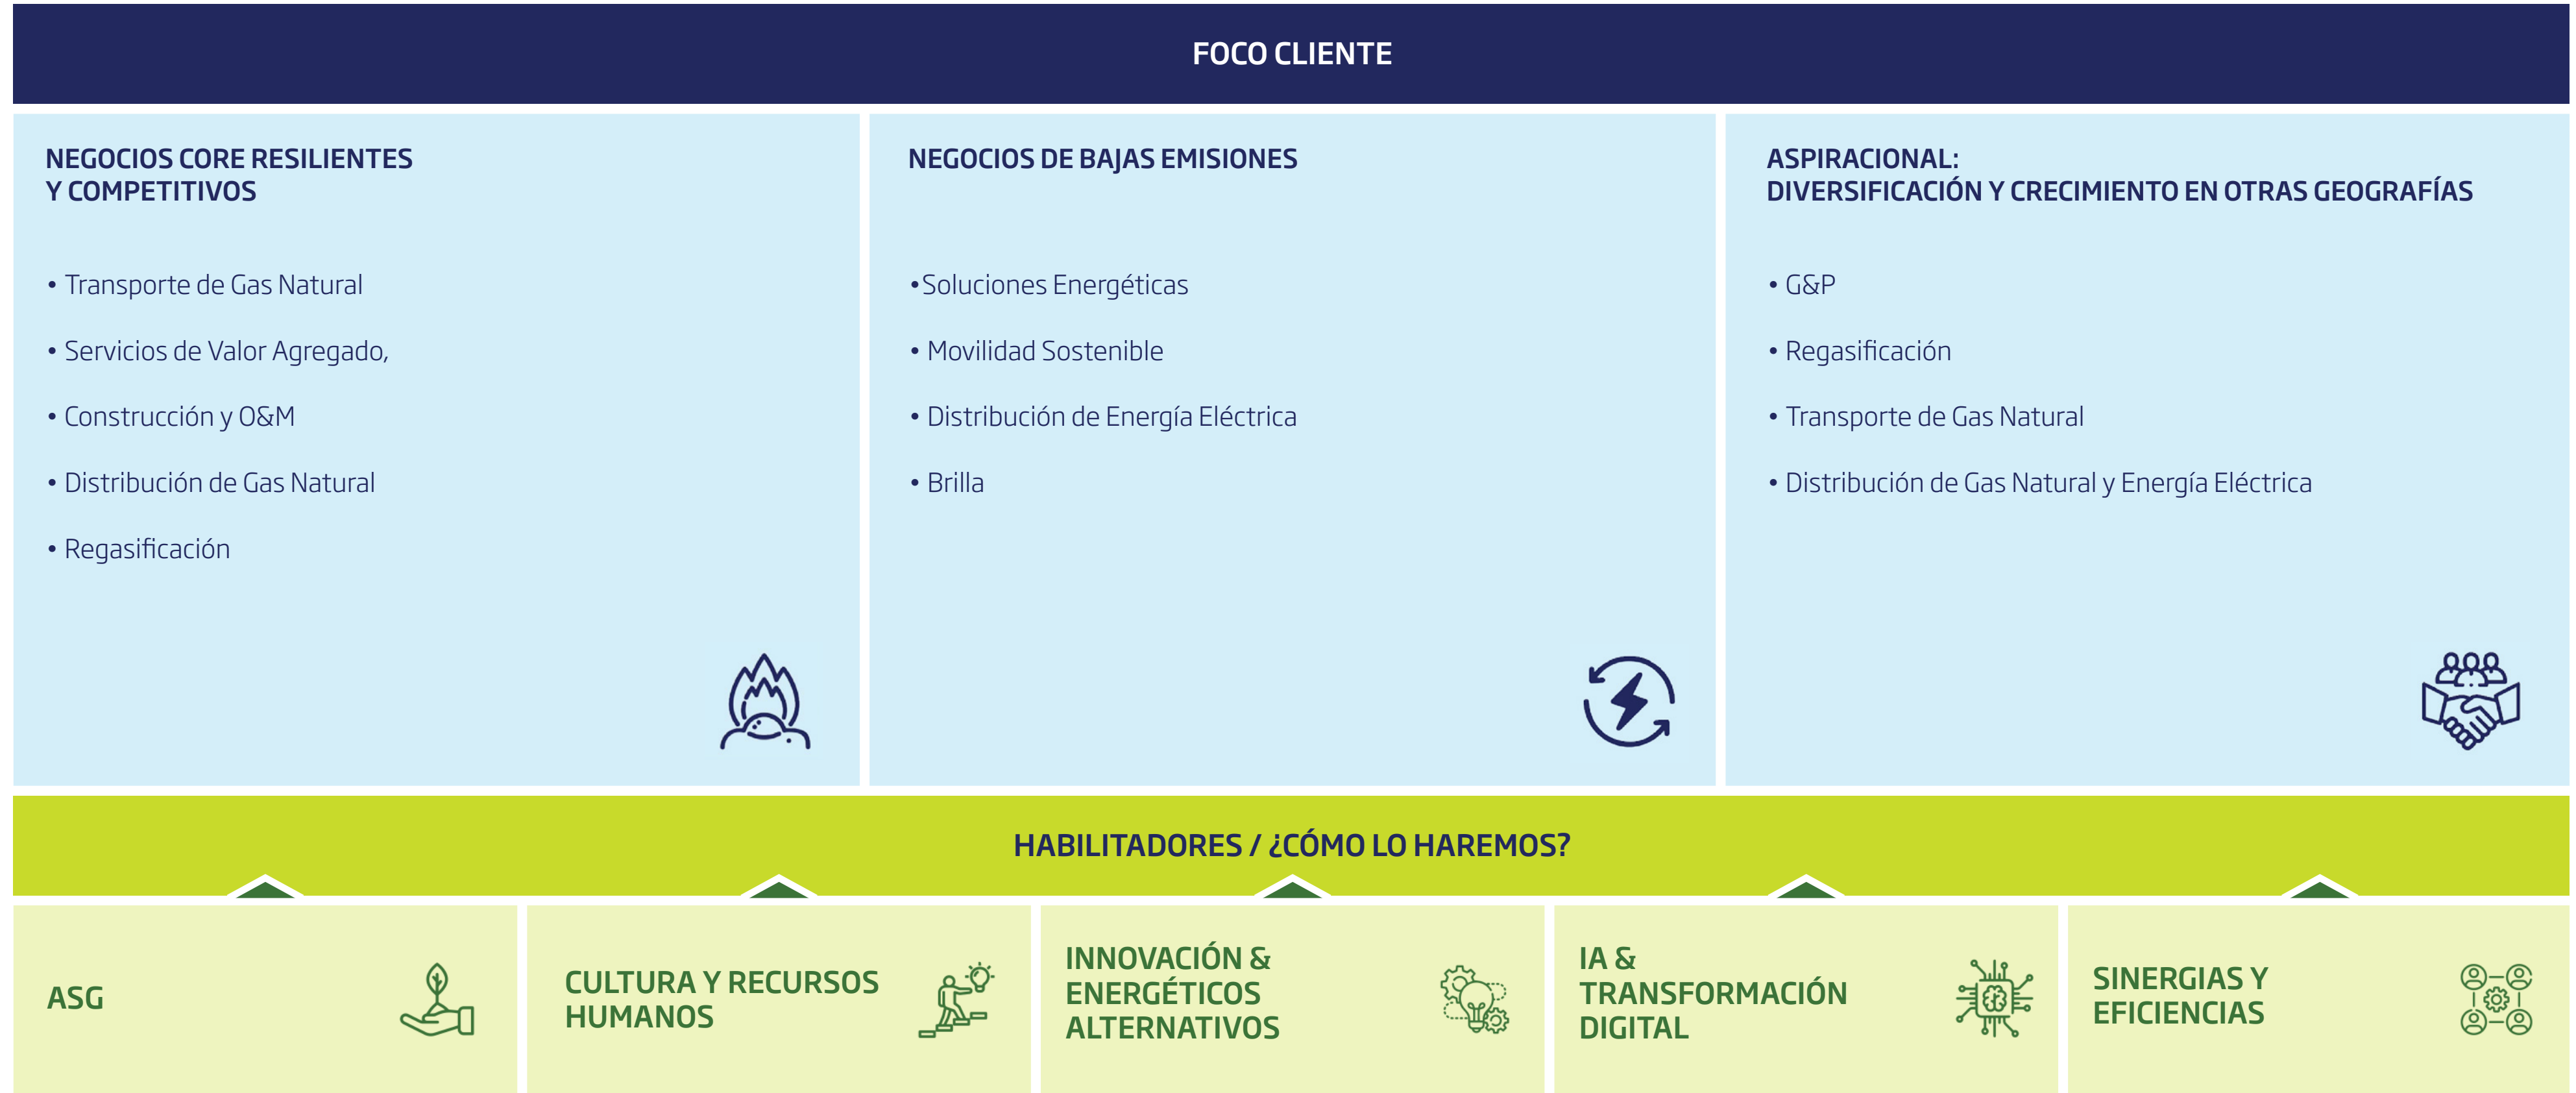 FOCO CLIENTE
NEGOCIOS CORE RESILIENTES
Y COMPETITIVOS
• Transporte de Gas Natural
• Servicios de Valor Agregado,
• Construcción y O&M
• Distribución de Gas Natural
• Regasificación
NEGOCIOS DE BAJAS EMISIONES
•Soluciones Energéticas
• Movilidad Sostenible
• Distribución de Energía Eléctrica
• Brilla
ASPIRACIONAL:
DIVERSIFICACIÓN Y CRECIMIENTO EN OTRAS GEOGRAFÍAS
• G&P
• Regasificación
• Transporte de Gas Natural
• Distribución de Gas Natural y Energía Eléctrica
HABILITADORES / ¿CÓMO LO HAREMOS?
ASG
CULTURA Y RECURSOS
HUMANOS
INNOVACIÓN &
ENERGÉTICOS
ALTERNATIVOS
IA &
TRANSFORMACIÓN
DIGITAL
SINERGIAS Y
EFICIENCIAS